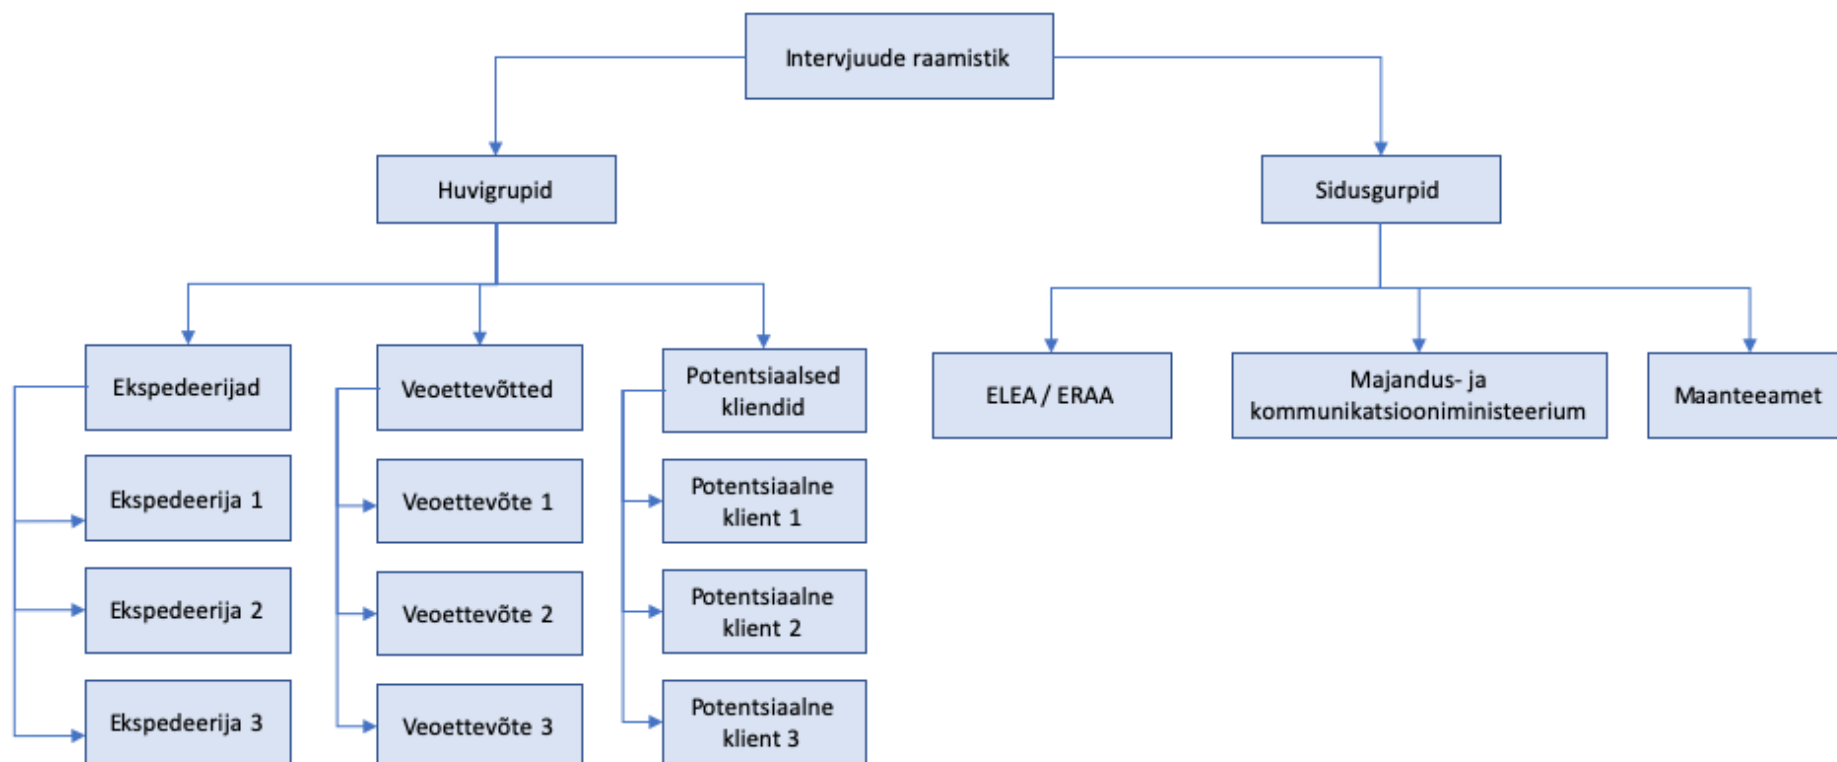 Intervjuude raamistik
Huvigrupid
Sidusgurpid
Ekspedeerijad
Veoettevõtted
Potentsiaalsed
kliendid
ELEA / ERAA
Majandus- ja
kommunikatsiooniministeerium
Maanteeamet
Ekspedeerija 1
Veoettevõte 1
Potentsiaalne
klient 1
Ekspedeerija 2
Veoettevõte 2
Potentsiaalne
klient 2
Ekspedeerija 3
Veoettevõte 3
Potentsiaalne
klient 3